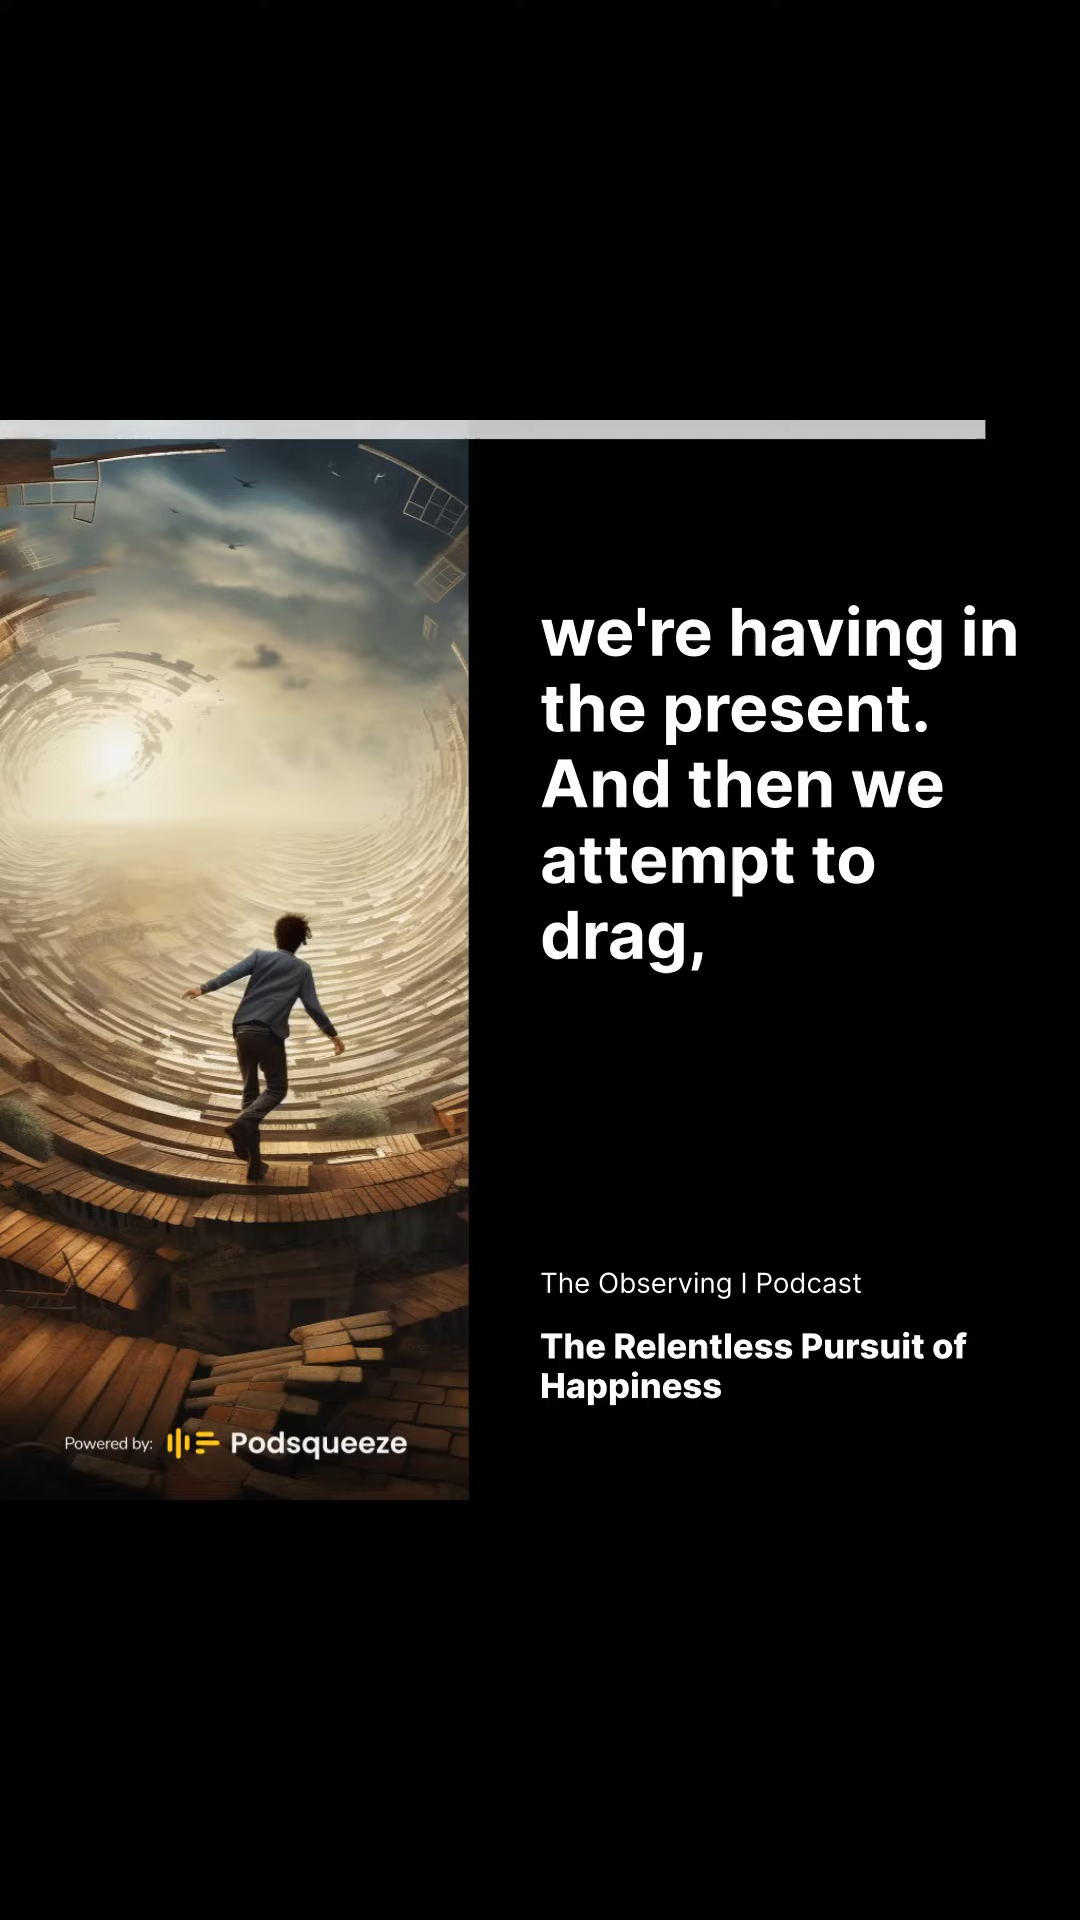 we're having in
the present.
And then we
attempt to
drag,
The Observing I Podcast
The Relentless Pursuit of
Happiness
Powered by: Podsqueeze